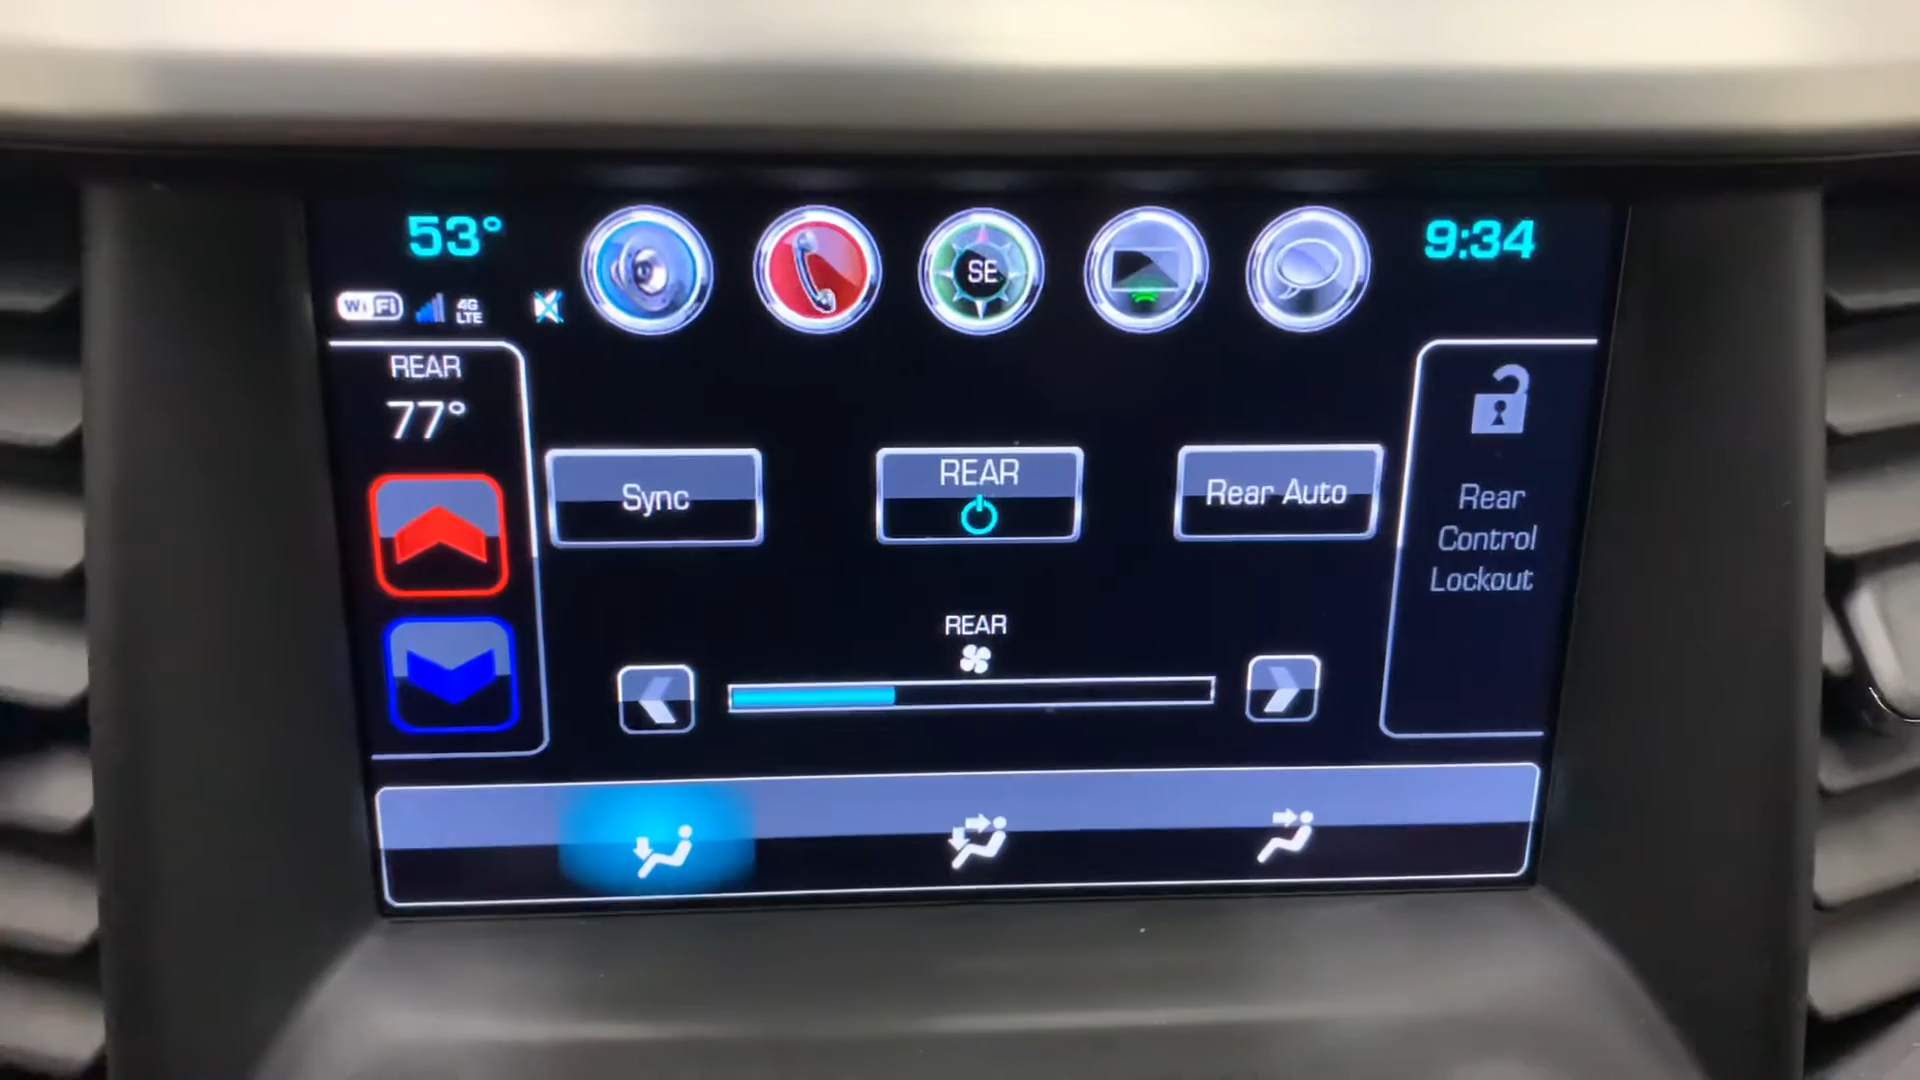 53°
9:34
WiFi
4G
LTE
SE
REAR
77°
Sync
REAR
Rear Auto
Rear
Control
Lockout
REAR